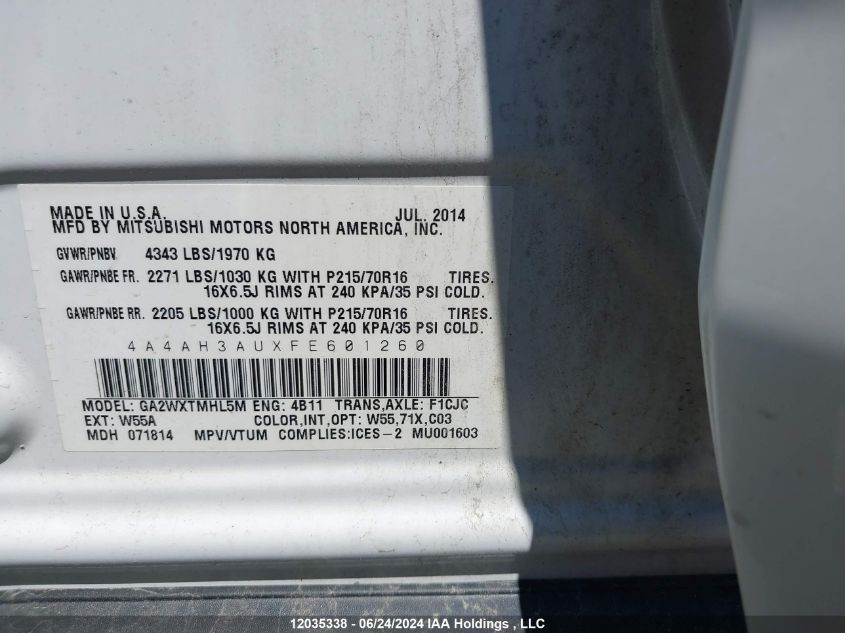 MADE IN U.S.A. JUL. 2014
MFD BY MITSUBISHI MOTORS NORTH AMERICA, INC.
GVWR/PNBV 4343 LBS/1970 KG
GAWR/PNBE FR. 2271 LBS/1030 KG WITH P215/70R16 TIRES.
16X6.5J RIMS AT 240 KPA/35 PSI COLD.
GAWR/PNBE RR. 2205 LBS/1000 KG WITH P215/70R16 TIRES.
16X6.5J RIMS AT 240 KPA/35 PSI COLD.
4A4AH3AUXFE601260
MODEL: GA2WXTMHL5M ENG: 4B11 TRANS,AXLE: F1CJC
EXT: W55A COLOR,INT,OPT: W55,71X,C03
MDH 071814 MPV/VTUM COMPLIES:ICES-2 MU001603
12035338 - 06/24/2024 IAA Holdings , LLC